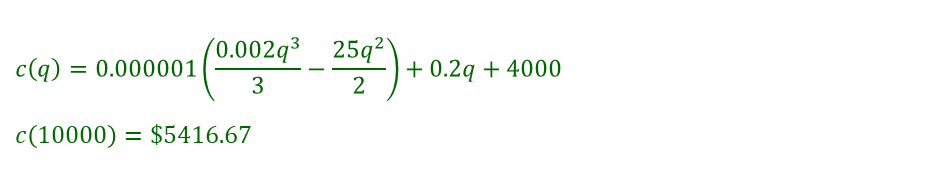 c(q) = 0.000001(0.002q³/3 − 25q²/2) + 0.2q + 4000
c(10000) = $5416.67